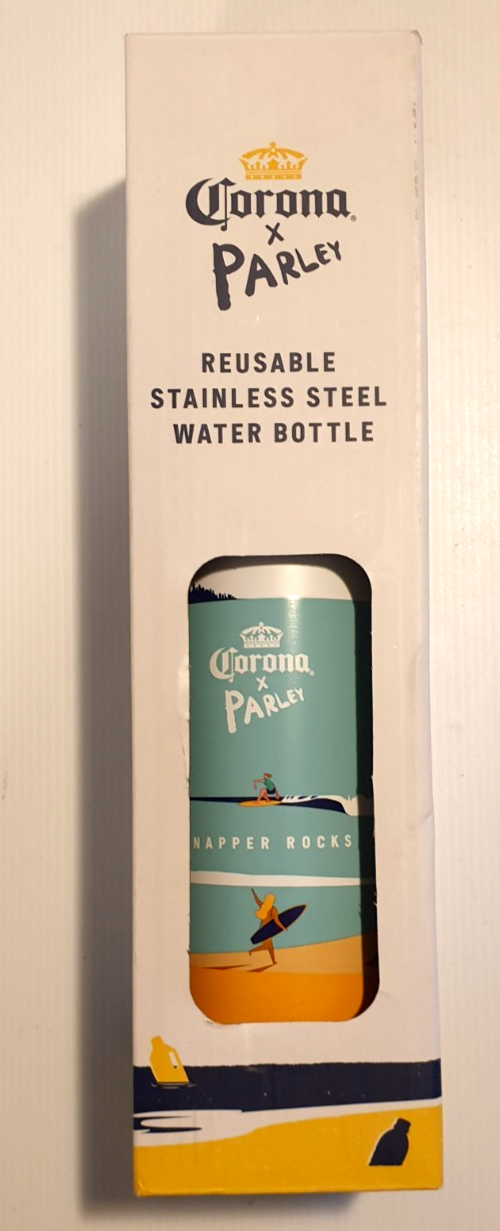 Corona
x
PARLEY
REUSABLE
STAINLESS STEEL
WATER BOTTLE
Corona
x
PARLEY
NAPPER ROCKS